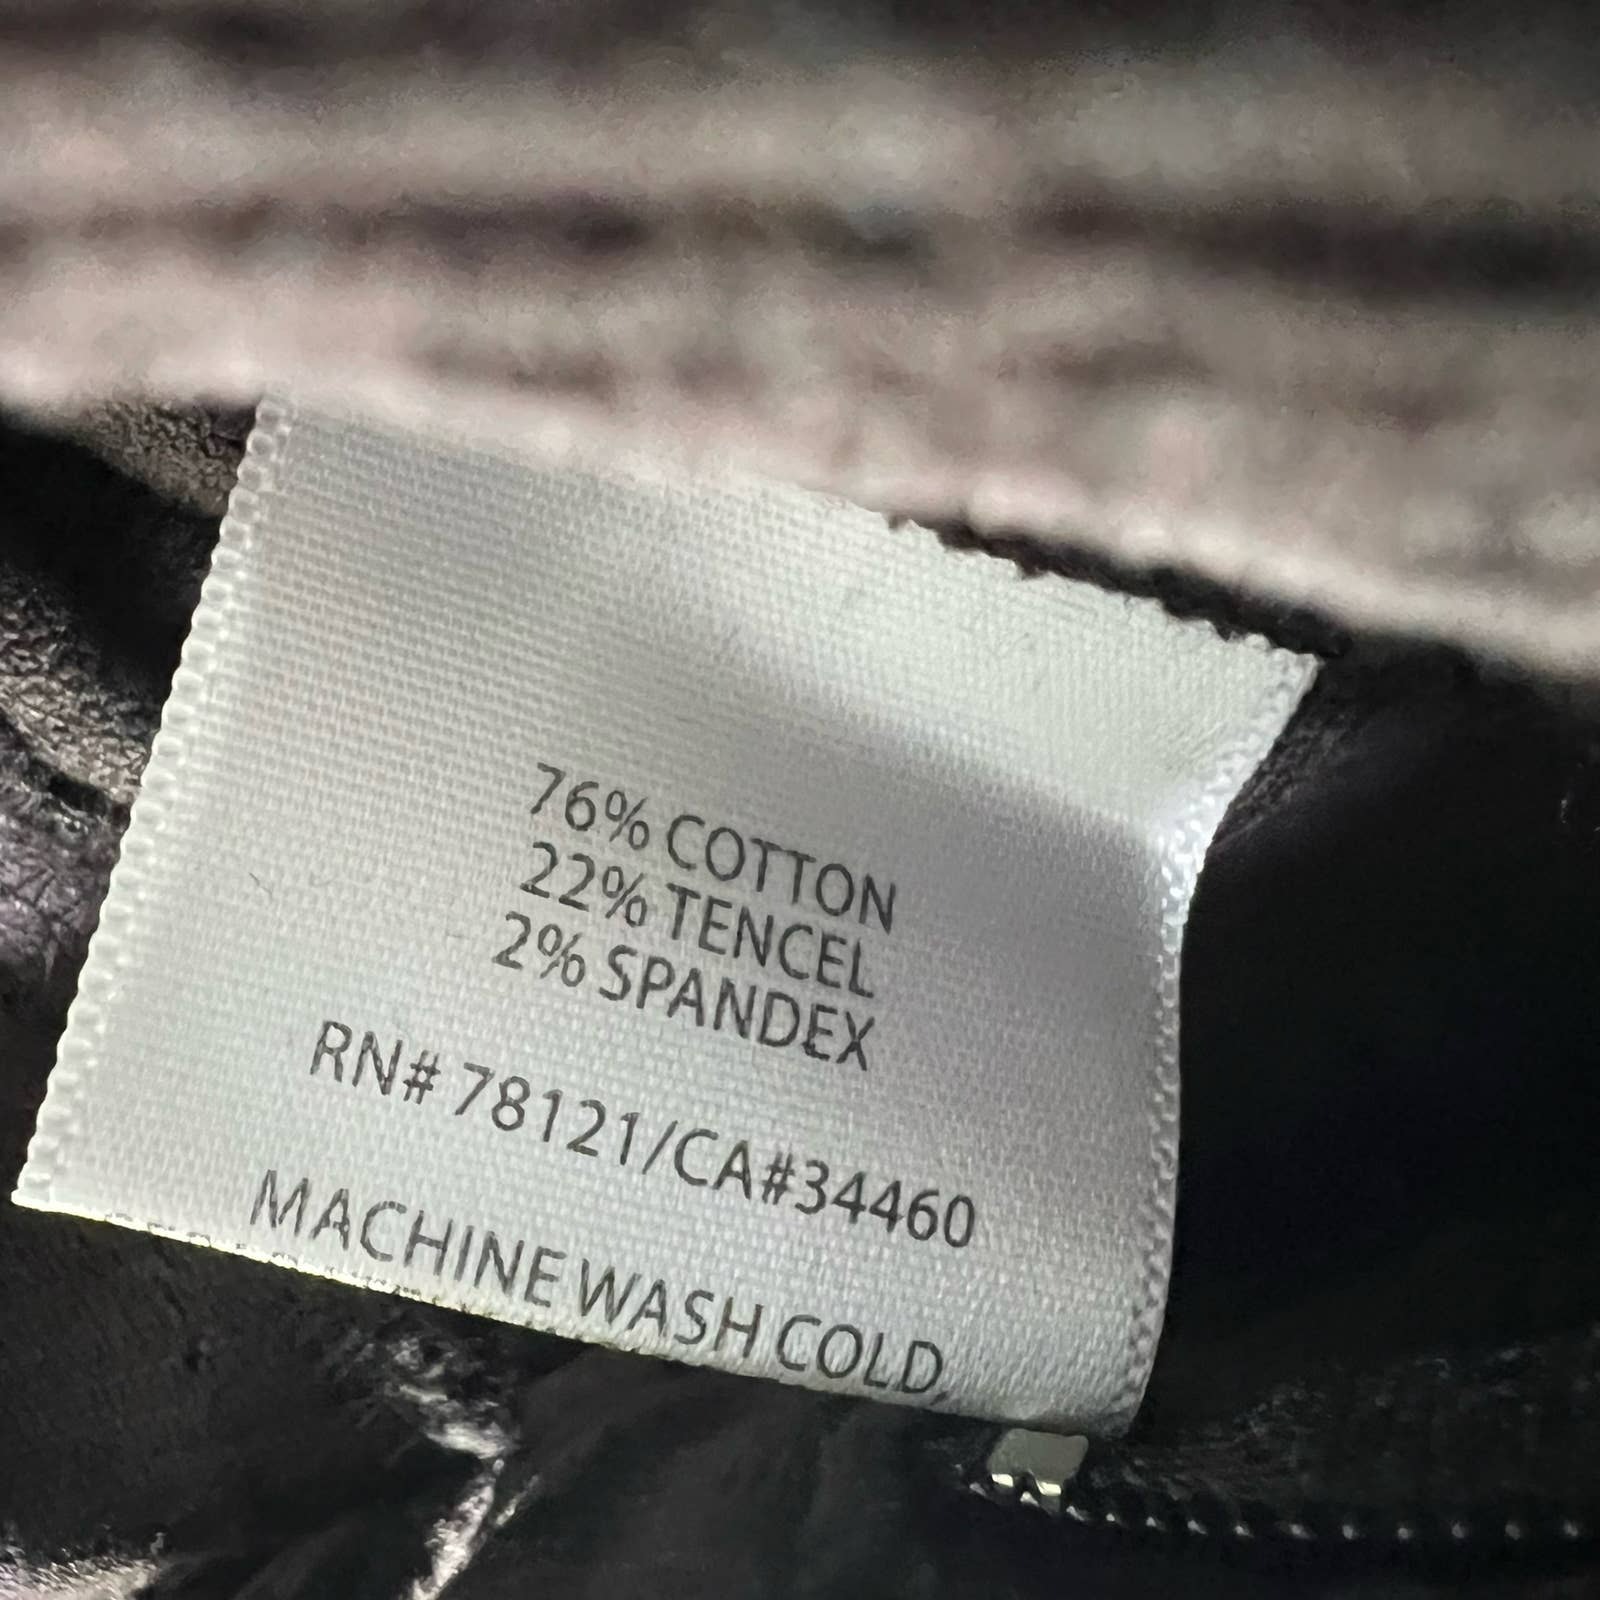 76% COTTON
22% TENCEL
2% SPANDEX
RN# 78121/CA#34460
MACHINE WASH COLD